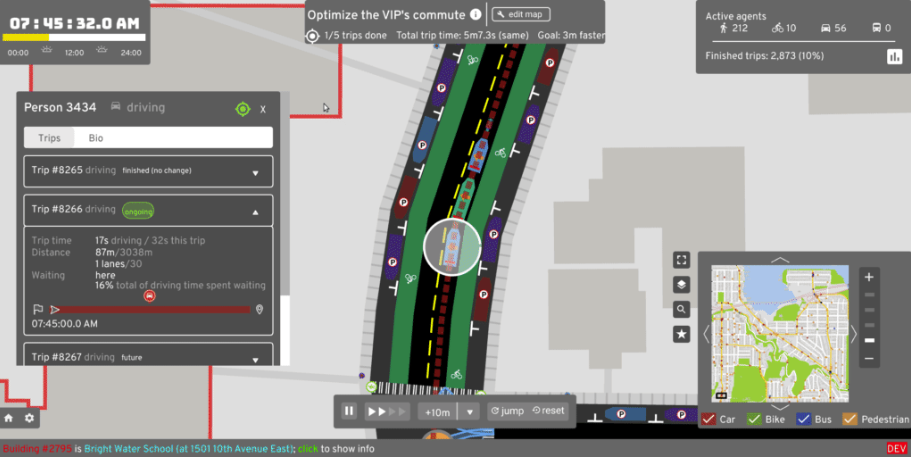 07:45:32.0 AM
00:00 12:00 24:00
Optimize the VIP's commute i edit map
1/5 trips done Total trip time: 5m7.3s (same) Goal: 3m faster
Active agents
212 10 56 0
Finished trips: 2,873 (10%)
Person 3434 driving X
Trips Bio
Trip #8265 driving finished (no change)
Trip #8266 driving ongoing
Trip time 17s driving / 32s this trip
Distance 87m/3038m
1 lanes/30
Waiting here
16% total of driving time spent waiting
07:45:00.0 AM
Trip #8267 driving future
P
P
P
P
P
P
P
P
P
+10m jump reset
P P
Car Bike Bus Pedestrian
Building #2796 is Bright Water School (at 1501 10th Avenue East); click to show info
DEV